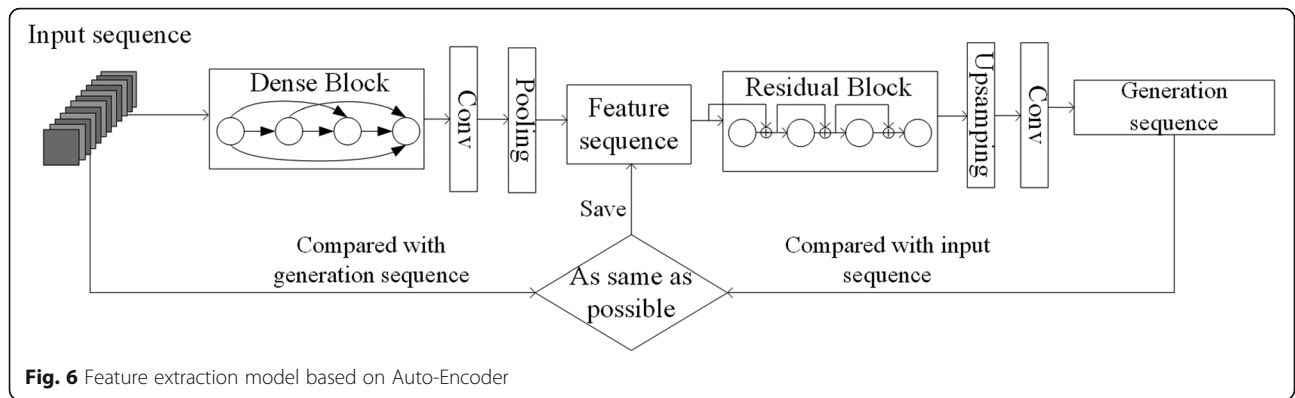 Input sequence
Dense Block
Conv
Pooling
Feature
sequence
Residual Block
Upsamping
Conv
Generation
sequence
Save
Compared with
generation sequence
As same as
possible
Compared with input
sequence
Fig. 6 Feature extraction model based on Auto-Encoder